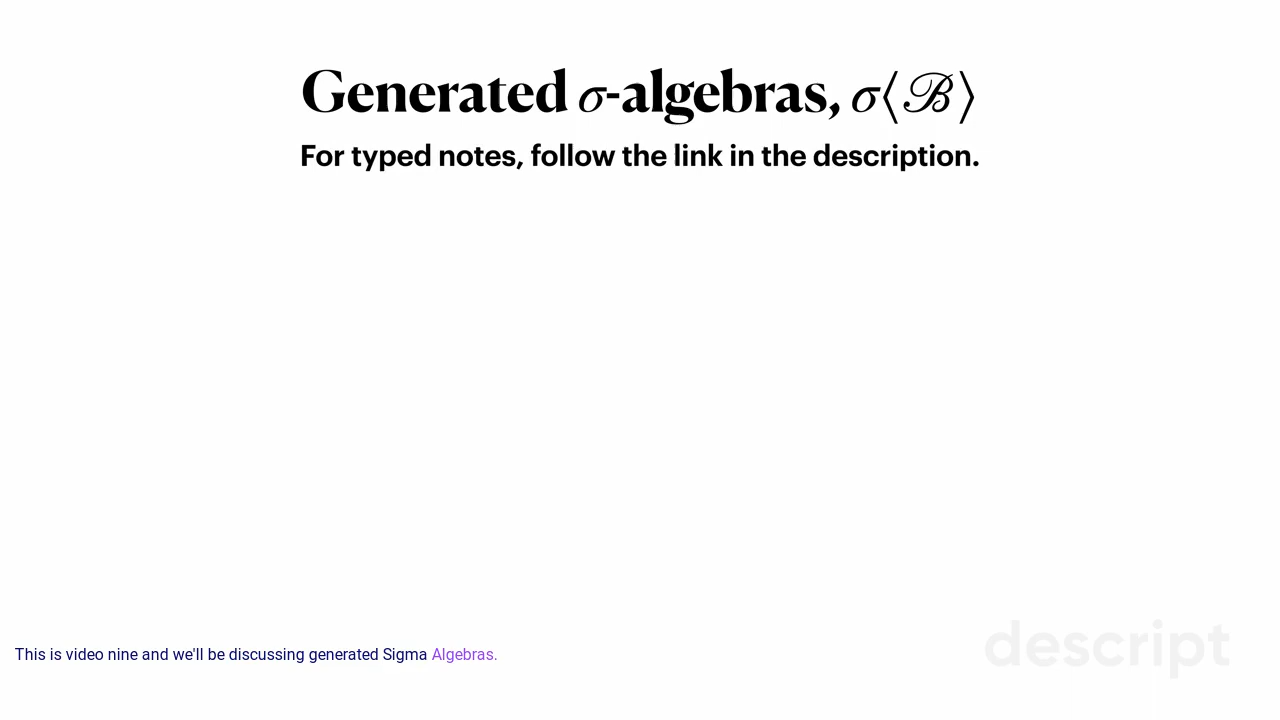 Generated σ-algebras, σ⟨ℬ⟩
For typed notes, follow the link in the description.
This is video nine and we'll be discussing generated Sigma Algebras.
descript